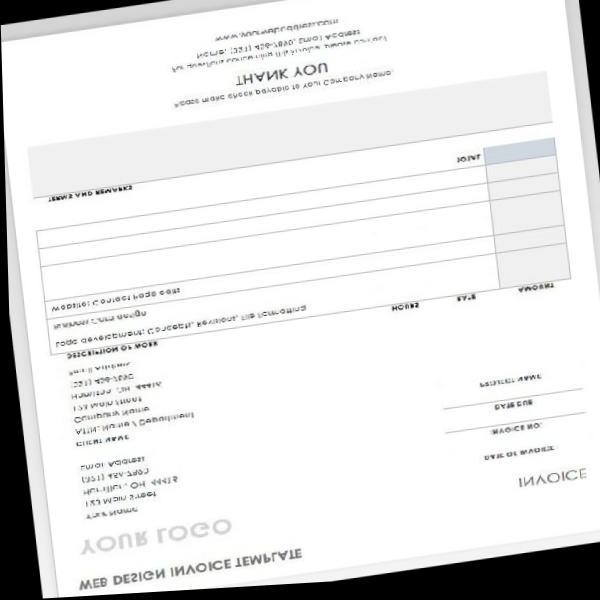 WEB DESIGN INVOICE TEMPLATE
YOUR LOGO
INVOICE
Your Name
123 Main Street
Hamilton, OH 44416
(321) 456-7890
Email Address
DATE OF INVOICE
INVOICE NO.
DATE DUE
PROJECT NAME
CLIENT NAME
ATTN: Name / Department
Company Name
123 Main Street
Hamilton, OH 44416
(321) 456-7890
Email Address
DESCRIPTION OF WORK
HOURS
RATE
AMOUNT
Logo development: Concepts, Revisions, File Formatting
Business Card design
Website: Contact Page edits
TOTAL
TERMS AND REMARKS
Please make check payable to Your Company Name.
THANK YOU
For questions concerning this invoice, please contact
Name, (321) 456-7890, Email Address
www.yourwebaddress.com